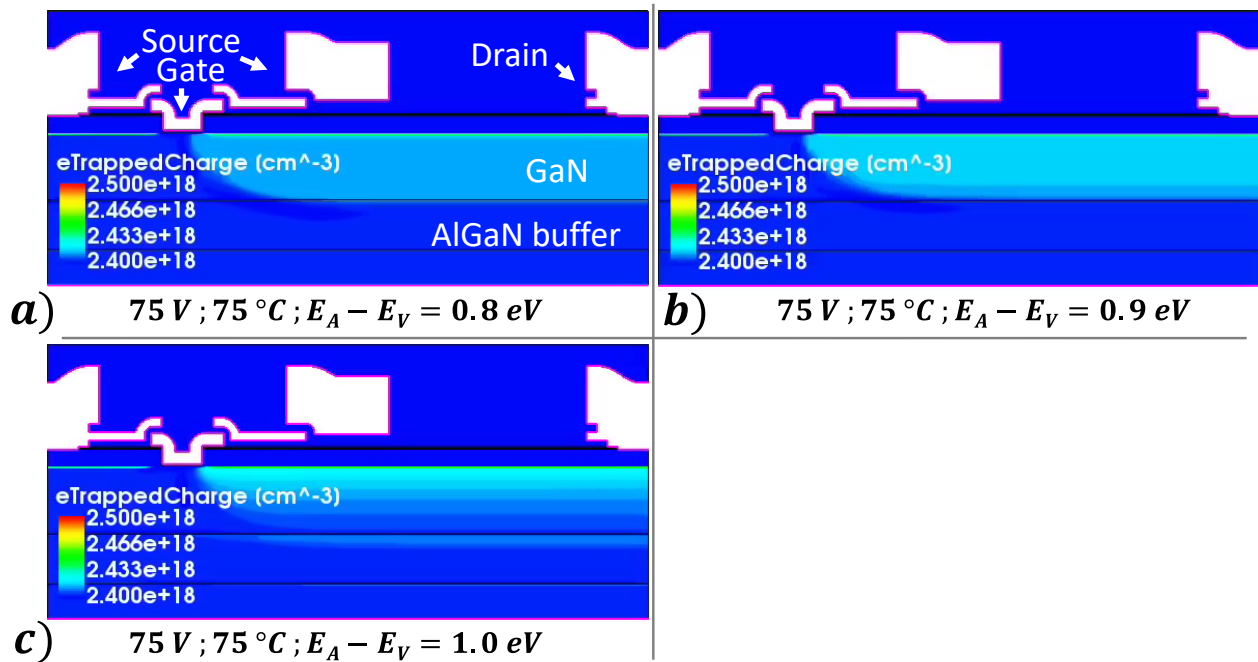 Source
Gate
Drain
eTrappedCharge (cm^-3)
2.500e+18
2.466e+18
2.433e+18
2.400e+18
GaN
AlGaN buffer
a) 75 V ; 75 °C ; E_A − E_V = 0.8 eV
eTrappedCharge (cm^-3)
2.500e+18
2.466e+18
2.433e+18
2.400e+18
b) 75 V ; 75 °C ; E_A − E_V = 0.9 eV
eTrappedCharge (cm^-3)
2.500e+18
2.466e+18
2.433e+18
2.400e+18
c) 75 V ; 75 °C ; E_A − E_V = 1.0 eV